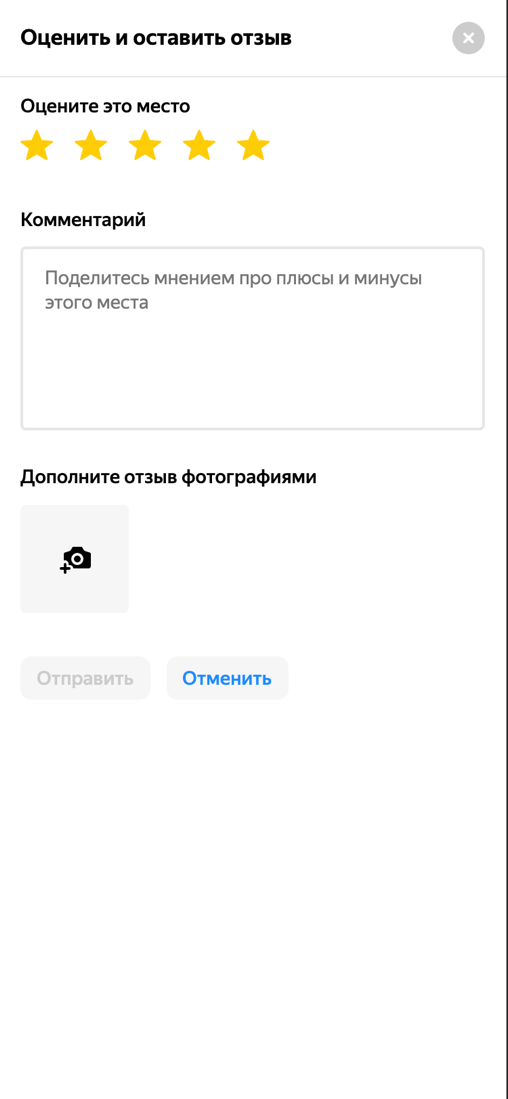 Оценить и оставить отзыв
Оцените это место
Комментарий
Поделитесь мнением про плюсы и минусы
этого места
Дополните отзыв фотографиями
Отправить
Отменить